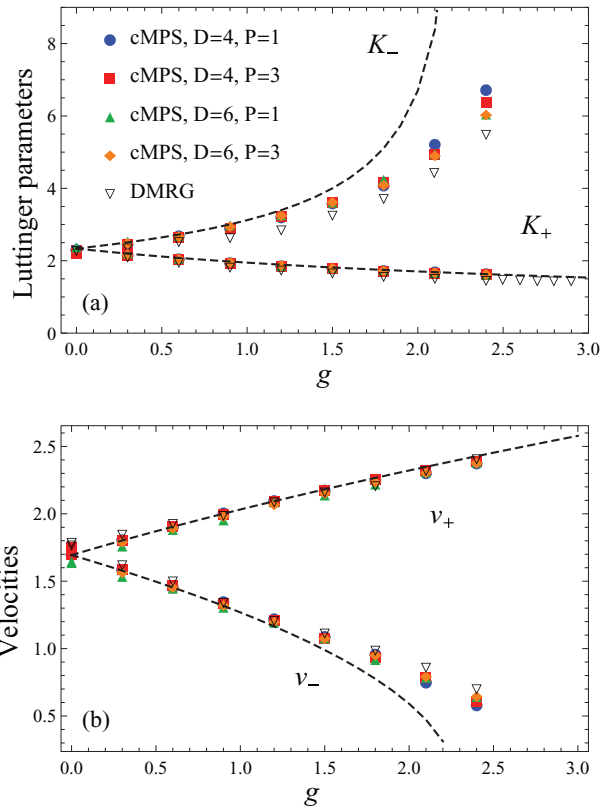 8
6
4
2
0
Luttinger parameters
cMPS, D=4, P=1
cMPS, D=4, P=3
cMPS, D=6, P=1
cMPS, D=6, P=3
DMRG
K−
K+
(a)
0.0 0.5 1.0 1.5 2.0 2.5 3.0
g
2.5
2.0
1.5
1.0
0.5
Velocities
v+
v−
(b)
0.0 0.5 1.0 1.5 2.0 2.5 3.0
g